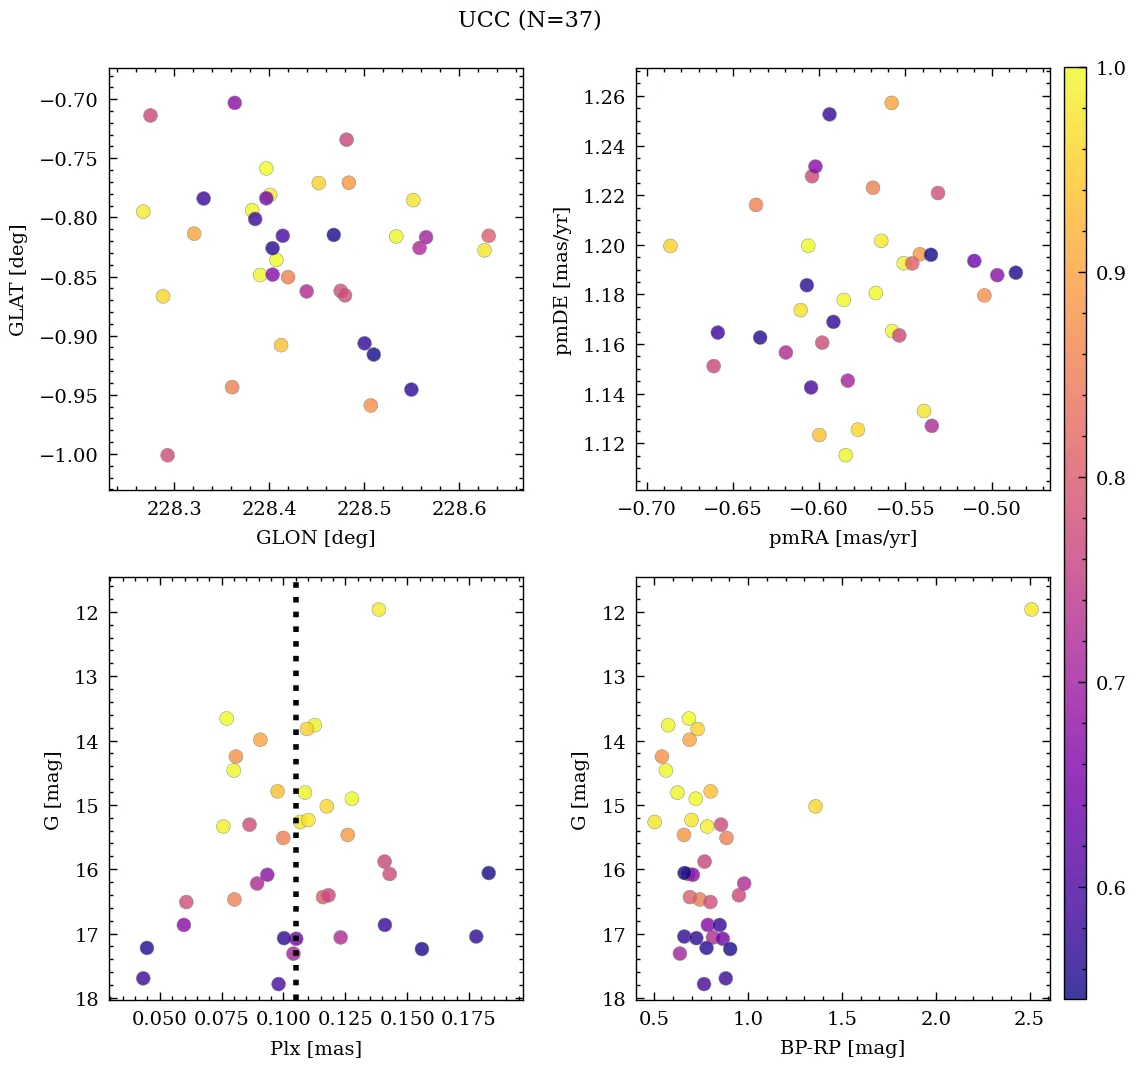 UCC (N=37)
−0.70
−0.75
−0.80
−0.85
−0.90
−0.95
−1.00
GLAT [deg]
228.3 228.4 228.5 228.6
GLON [deg]
1.26
1.24
1.22
1.20
1.18
1.16
1.14
1.12
pmDE [mas/yr]
−0.70 −0.65 −0.60 −0.55 −0.50
pmRA [mas/yr]
12
13
14
15
16
17
18
G [mag]
0.050 0.075 0.100 0.125 0.150 0.175
Plx [mas]
12
13
14
15
16
17
18
G [mag]
0.5 1.0 1.5 2.0 2.5
BP-RP [mag]
1.0
0.9
0.8
0.7
0.6